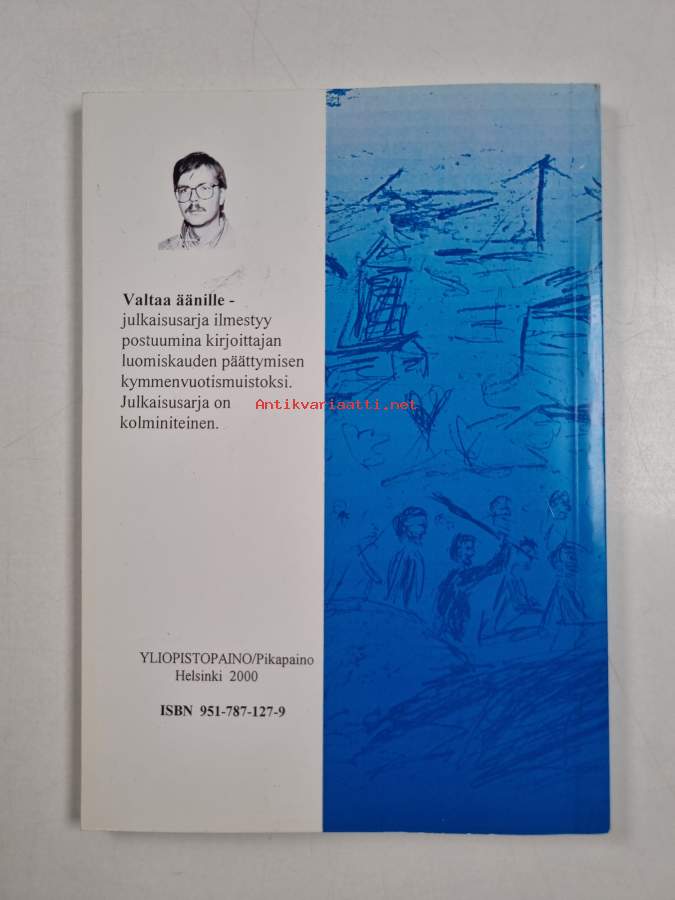 Valtaa äänille -
julkaisusarja ilmestyy
postuumina kirjoittajan
luomiskauden päättymisen
kymmenvuotismuistoksi.
Julkaisusarja on
kolminiteinen.
Antikvariaatti.net
YLIOPISTOPAINO/Pikapaino
Helsinki 2000
ISBN 951-787-127-9